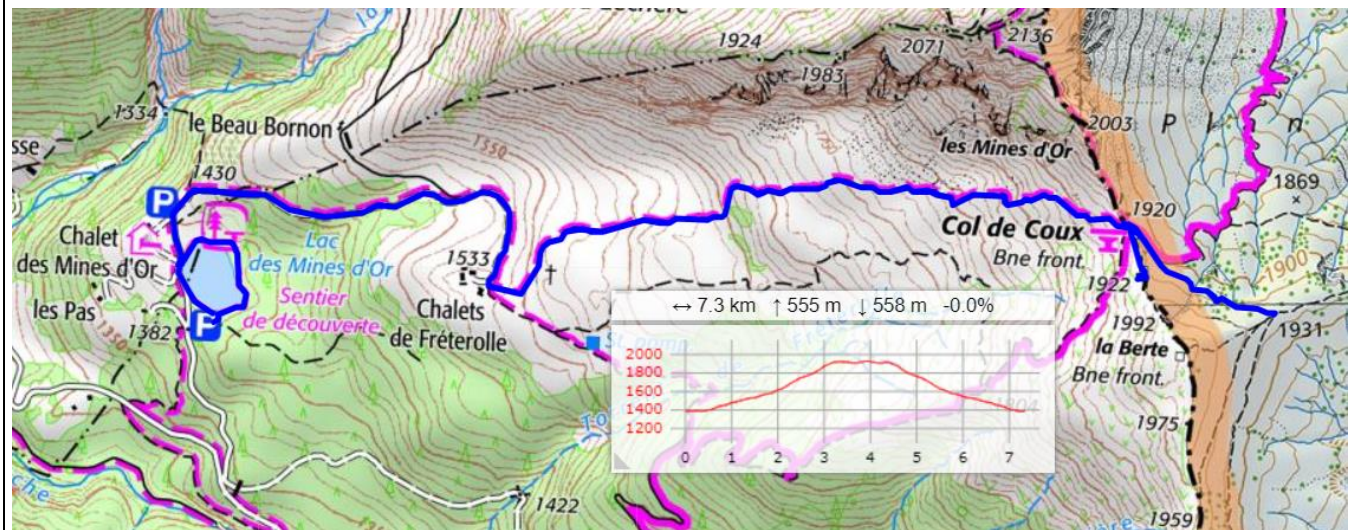 1924
2071
1983
2136
2003
les Mines d'Or
P l n
1334
le Beau Bornon
sse
1430
P
1350
1869
1920
Col de Coux
Bne front.
1922
Chalet
des Mines d'Or
Lac
des Mines d'Or
1533
les Pas
Sentier
de découverte
Chalets
de Fréterolle
P
1382
1350
1900
1931
1992
la Berte
Bne front.
1975
1422
1959
↔ 7.3 km ↑ 555 m ↓ 558 m -0.0%
2000
1800
1600
1400
1200
0 1 2 3 4 5 6 7